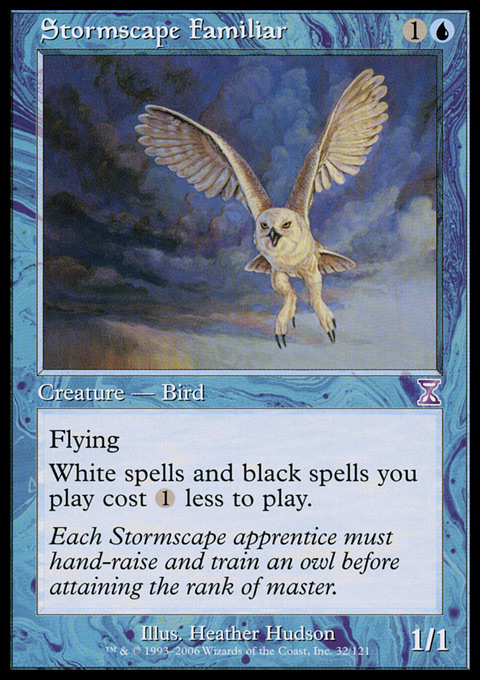 Stormscape Familiar 1
Creature — Bird
Flying
White spells and black spells you
play cost 1 less to play.
Each Stormscape apprentice must
hand-raise and train an owl before
attaining the rank of master.
Illus. Heather Hudson
1/1
™ & © 1993–2006 Wizards of the Coast, Inc. 32/121